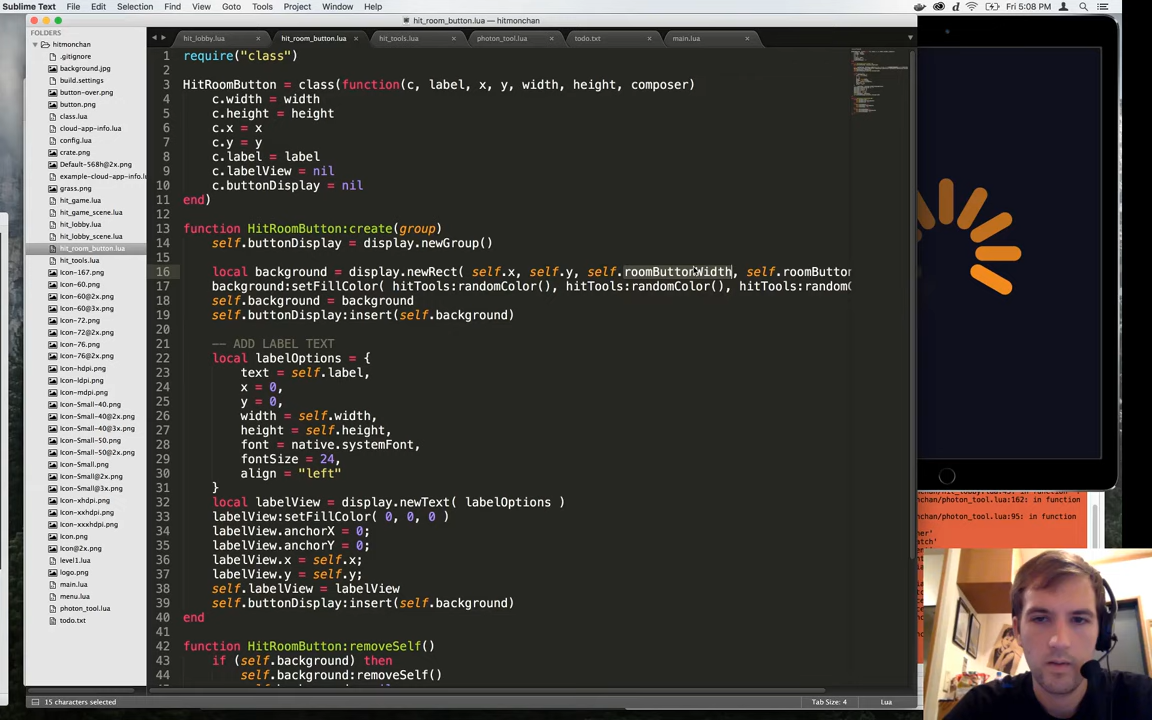 Sublime Text File Edit Selection Find View Goto Tools Project Window Help
Fri 5:08 PM
hit_room_button.lua — hitmonchan
hit_lobby.lua hit_room_button.lua hit_tools.lua photon_tool.lua todo.txt main.lua
FOLDERS
hitmonchan
.gitignore
background.jpg
build.settings
button-over.png
button.png
class.lua
cloud-app-info.lua
config.lua
crate.png
Default-568h@2x.png
example-cloud-app-info.lua
grass.png
hit_game.lua
hit_game_scene.lua
hit_lobby.lua
hit_lobby_scene.lua
hit_room_button.lua
hit_tools.lua
Icon-167.png
Icon-60.png
Icon-60@2x.png
Icon-60@3x.png
Icon-72.png
Icon-72@2x.png
Icon-76.png
Icon-76@2x.png
Icon-hdpi.png
Icon-ldpi.png
Icon-mdpi.png
Icon-Small-40.png
Icon-Small-40@2x.png
Icon-Small-40@3x.png
Icon-Small-50.png
Icon-Small-50@2x.png
Icon-Small.png
Icon-Small@2x.png
Icon-Small@3x.png
Icon-xhdpi.png
Icon-xxhdpi.png
Icon-xxxhdpi.png
Icon.png
Icon@2x.png
level1.lua
logo.png
main.lua
menu.lua
photon_tool.lua
todo.txt
1 require("class")
2
3 HitRoomButton = class(function(c, label, x, y, width, height, composer)
4 c.width = width
5 c.height = height
6 c.x = x
7 c.y = y
8 c.label = label
9 c.labelView = nil
10 c.buttonDisplay = nil
11 end)
12
13 function HitRoomButton:create(group)
14 self.buttonDisplay = display.newGroup()
15
16 local background = display.newRect( self.x, self.y, self.roomButtonWidth, self.roomButton
17 background:setFillColor( hitTools:randomColor(), hitTools:randomColor(), hitTools:randomC
18 self.background = background
19 self.buttonDisplay:insert(self.background)
20
21 -- ADD LABEL TEXT
22 local labelOptions = {
23 text = self.label,
24 x = 0,
25 y = 0,
26 width = self.width,
27 height = self.height,
28 font = native.systemFont,
29 fontSize = 24,
30 align = "left"
31 }
32 local labelView = display.newText( labelOptions )
33 labelView:setFillColor( 0, 0, 0 )
34 labelView.anchorX = 0;
35 labelView.anchorY = 0;
36 labelView.x = self.x;
37 labelView.y = self.y;
38 self.labelView = labelView
39 self.buttonDisplay:insert(self.background)
40 end
41
42 function HitRoomButton:removeSelf()
43 if (self.background) then
44 self.background:removeSelf()
nchan/photon_tool.lua:162: in function
nchan/photon_tool.lua:95: in function
15 characters selected
Tab Size: 4 Lua